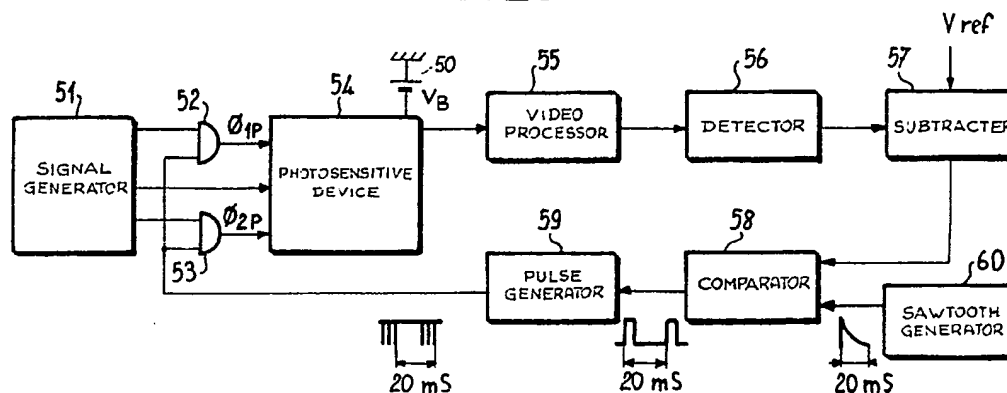 V ref
50
51
52
54
55
56
57
VB
Ø1P
SIGNAL
GENERATOR
PHOTOSENSITIVE
DEVICE
VIDEO
PROCESSOR
DETECTOR
SUBTRACTER
Ø2P
53
59
58
60
PULSE
GENERATOR
COMPARATOR
SAWTOOTH
GENERATOR
20 mS
20 mS
20 mS